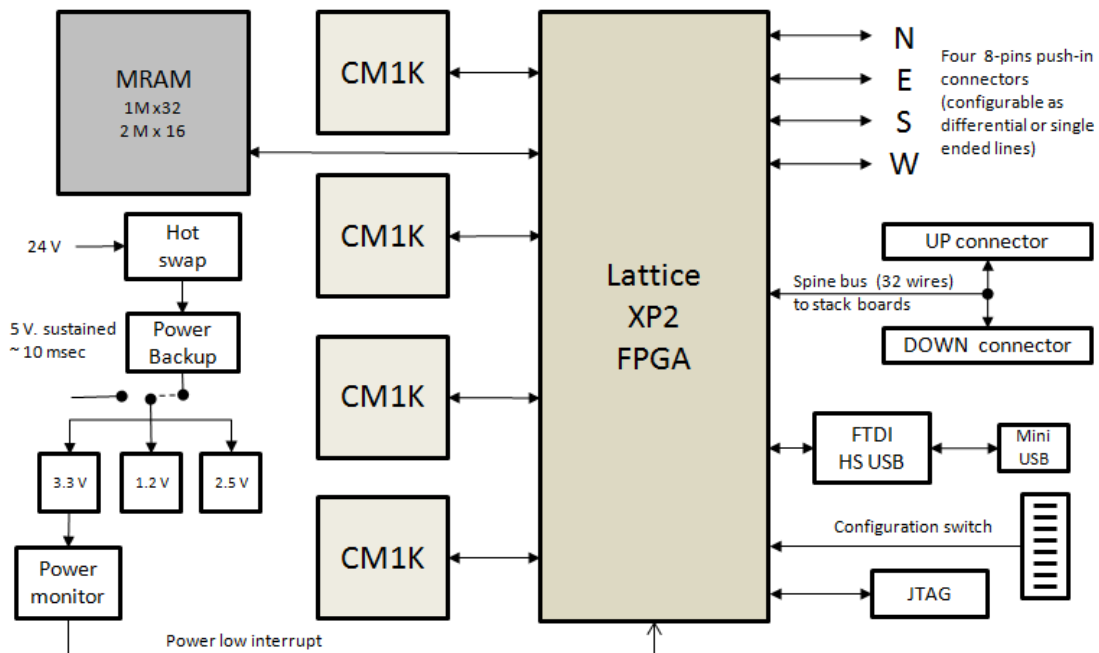 MRAM
1M x32
2 M x 16
CM1K
CM1K
CM1K
CM1K
Lattice
XP2
FPGA
N
E
S
W
Four  8-pins push-in
connectors
(configurable as
differential or single
ended lines)
24 V
Hot
swap
5 V. sustained
~ 10 msec
Power
Backup
3.3 V
1.2 V
2.5 V
Power
monitor
Power low interrupt
UP connector
Spine bus  (32 wires)
to stack boards
DOWN  connector
FTDI
HS USB
Mini
USB
Configuration switch
JTAG